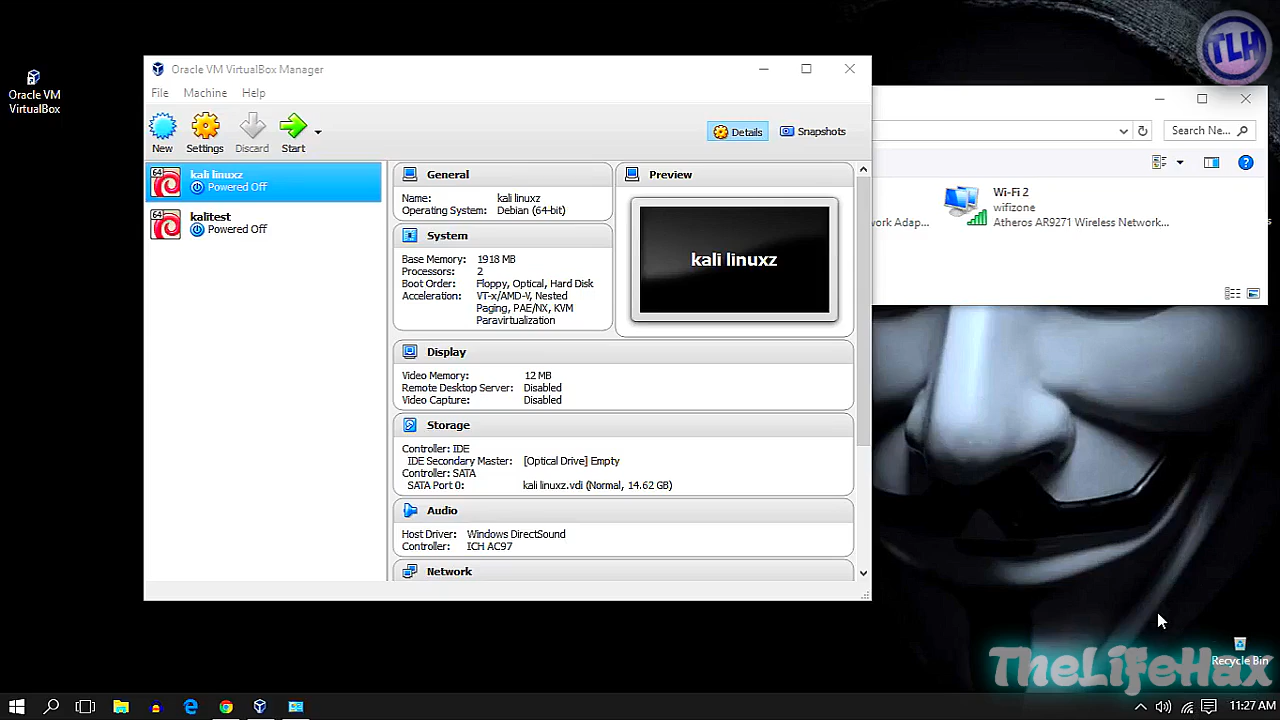 TLH
Oracle VM
VirtualBox
Oracle VM VirtualBox Manager
File Machine Help
New Settings Discard Start
Details Snapshots
64 kali linuxz
Powered Off
64 kalitest
Powered Off
General
Name: kali linuxz
Operating System: Debian (64-bit)
System
Base Memory: 1918 MB
Processors: 2
Boot Order: Floppy, Optical, Hard Disk
Acceleration: VT-x/AMD-V, Nested
Paging, PAE/NX, KVM
Paravirtualization
Preview
kali linuxz
Display
Video Memory: 12 MB
Remote Desktop Server: Disabled
Video Capture: Disabled
Storage
Controller: IDE
IDE Secondary Master: [Optical Drive] Empty
Controller: SATA
SATA Port 0: kali linuxz.vdi (Normal, 14.62 GB)
Audio
Host Driver: Windows DirectSound
Controller: ICH AC97
Network
Search Ne...
Wi-Fi 2
wifizone
work Adap... Atheros AR9271 Wireless Network...
Recycle Bin
TheLifeHax
11:27 AM